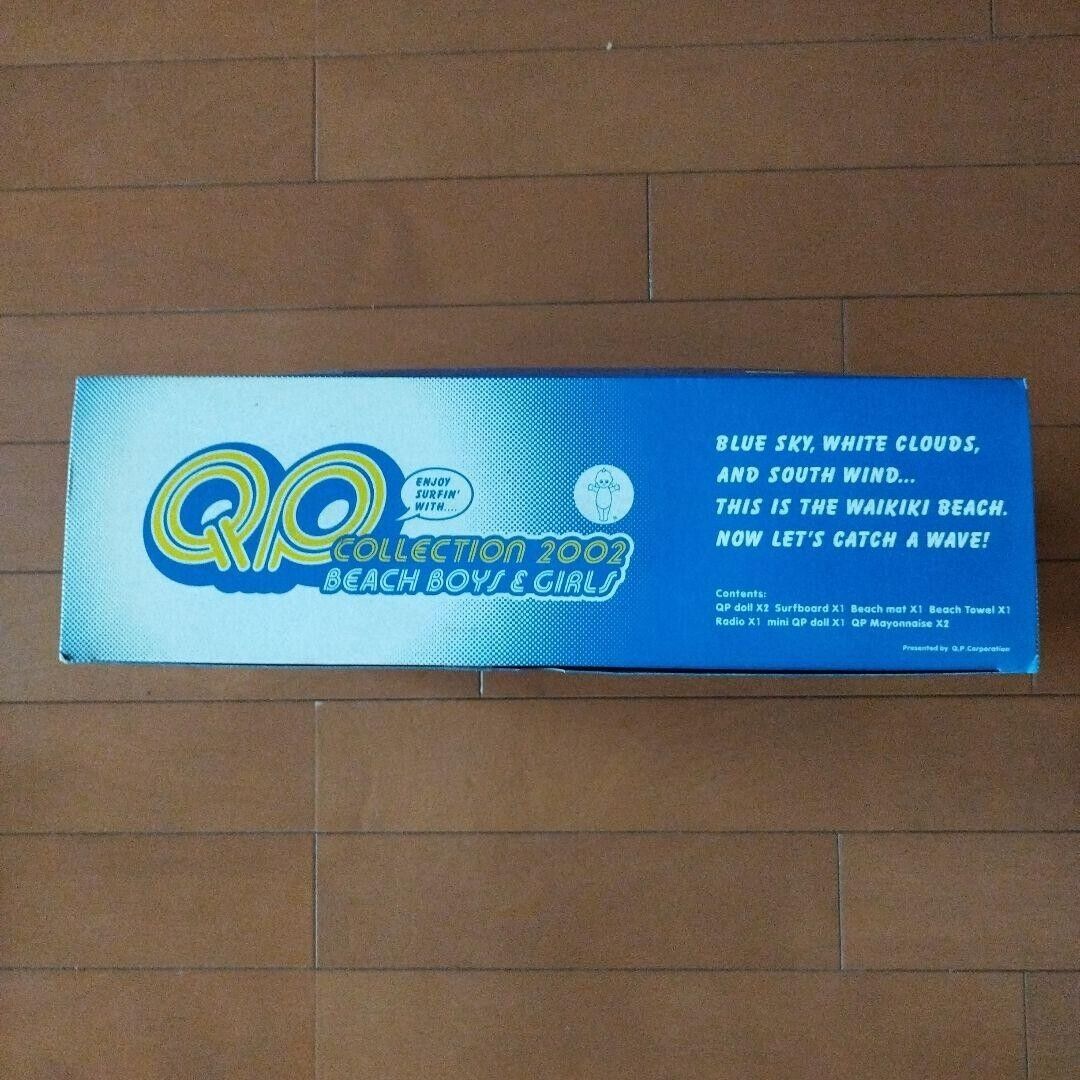 QP
ENJOY
SURFIN'
WITH....
COLLECTION 2002
BEACH BOYS & GIRLS
BLUE SKY, WHITE CLOUDS,
AND SOUTH WIND...
THIS IS THE WAIKIKI BEACH.
NOW LET'S CATCH A WAVE!
Contents:
QP doll X2 Surfboard X1 Beach mat X1 Beach Towel X1
Radio X1 mini QP doll X1 QP Mayonnaise X2
Presented by Q.P.Corporation